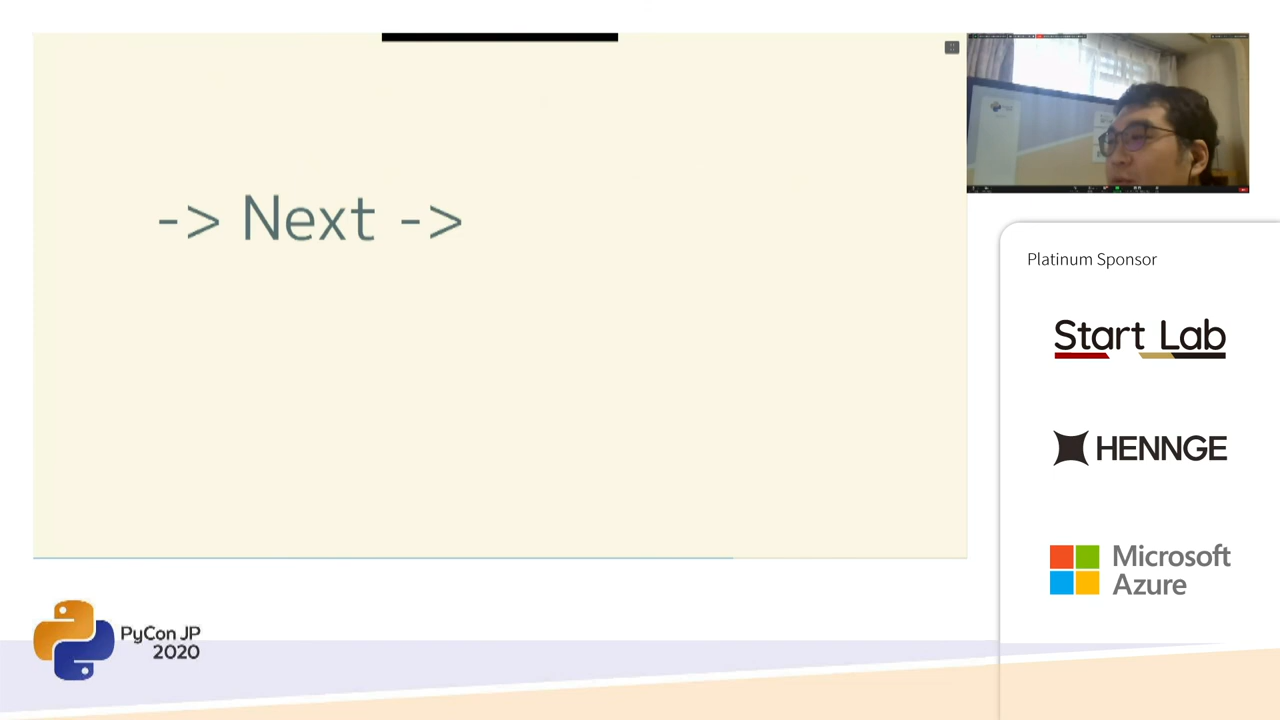 -> Next ->
Platinum Sponsor
Start Lab
HENNGE
Microsoft
Azure
PyCon JP
2020